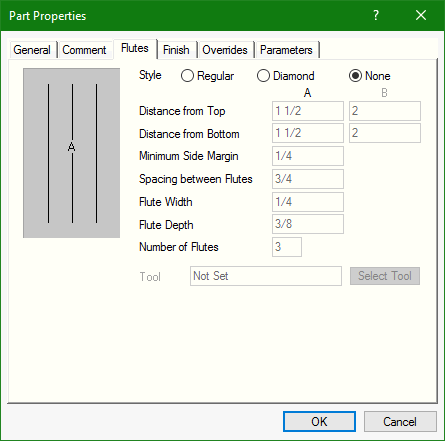 Part Properties ?
General Comment Flutes Finish Overrides Parameters
Style Regular Diamond None
A B
Distance from Top 1 1/2 2
Distance from Bottom 1 1/2 2
A
Minimum Side Margin 1/4
Spacing between Flutes 3/4
Flute Width 1/4
Flute Depth 3/8
Number of Flutes 3
Tool Not Set Select Tool
OK Cancel